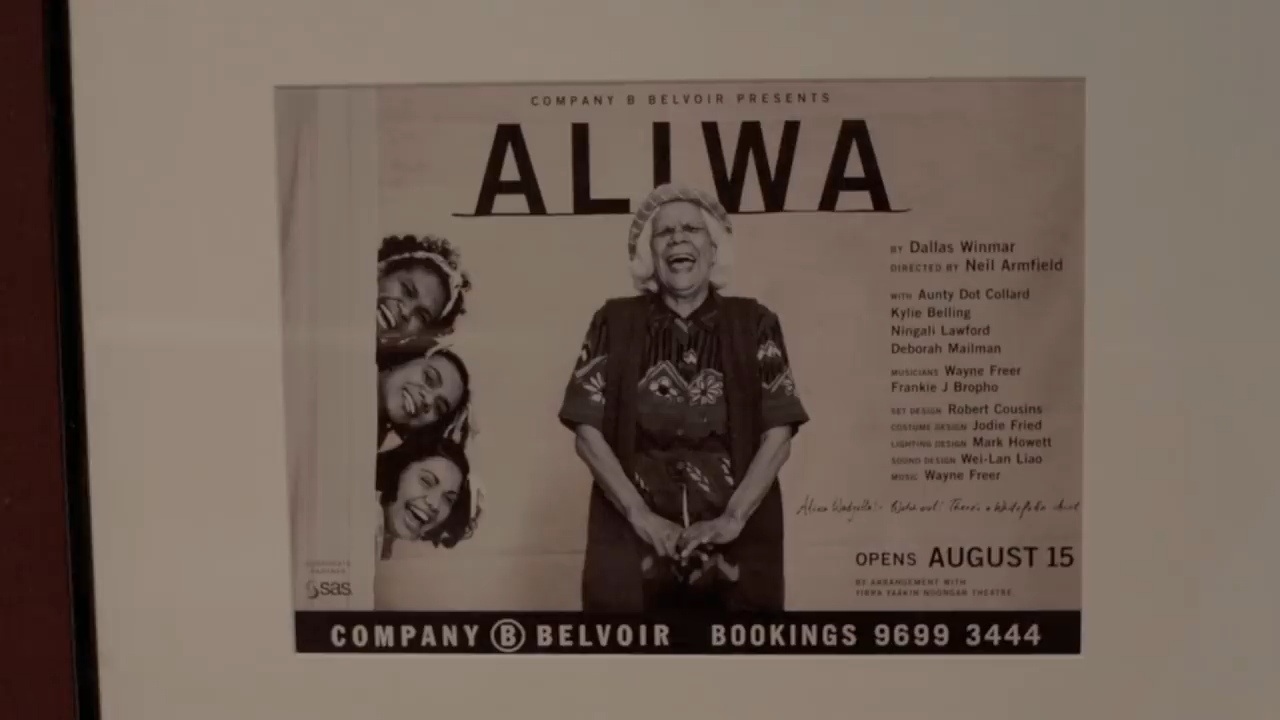 COMPANY B BELVOIR PRESENTS
ALIWA
BY Dallas Winmar
DIRECTED BY Neil Armfield
WITH Aunty Dot Collard
Kylie Belling
Ningali Lawford
Deborah Mailman
MUSICIANS Wayne Freer
Frankie J Bropho
SET DESIGN Robert Cousins
COSTUME DESIGN Jodie Fried
LIGHTING DESIGN Mark Howett
SOUND DESIGN Wei-Lan Liao
MUSIC Wayne Freer
OPENS AUGUST 15
BY ARRANGEMENT WITH
YIRRA YAAKIN NOONGAR THEATRE
sas
COMPANY B BELVOIR BOOKINGS 9699 3444